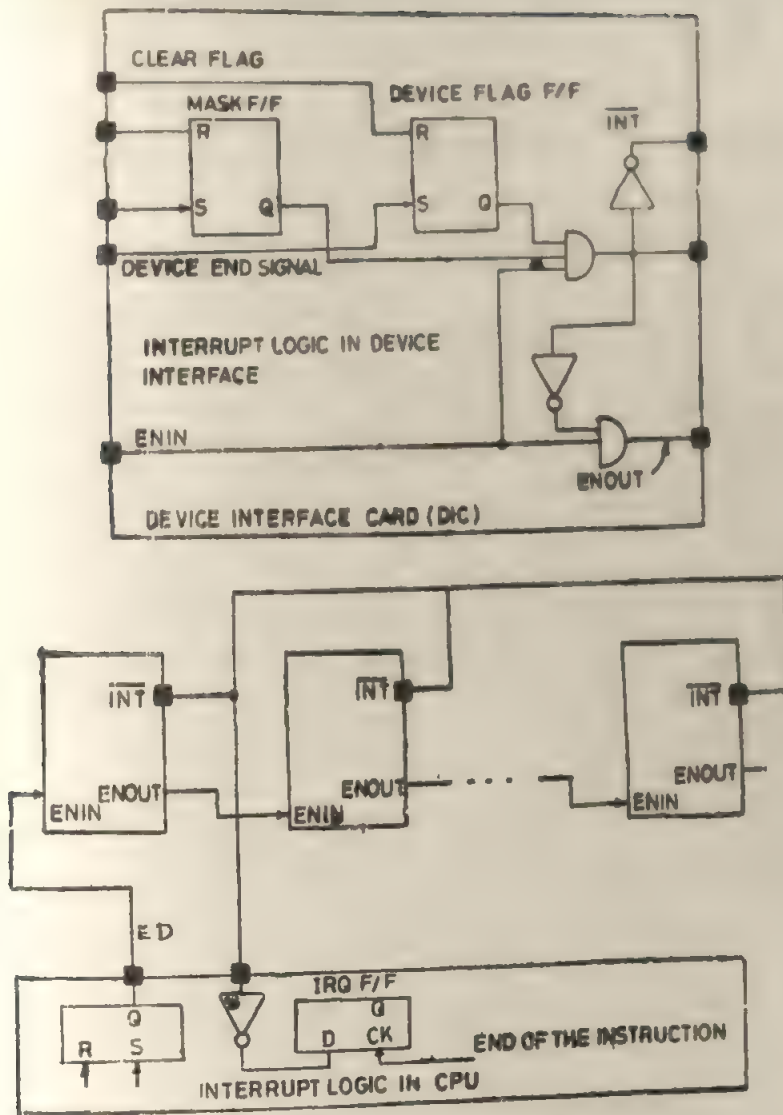 CLEAR FLAG
MASK F/F
DEVICE FLAG F/F
INT
R
R
S
Q
S
Q
DEVICE END SIGNAL
INTERRUPT LOGIC IN DEVICE
INTERFACE
ENIN
ENOUT
DEVICE INTERFACE CARD (DIC)
INT
INT
INT
ENOUT
ENOUT
ENOUT
ENIN
ENIN
ENIN
ED
IRQ F/F
Q
Q
R
S
D
CK
END OF THE INSTRUCTION
INTERRUPT LOGIC IN CPU